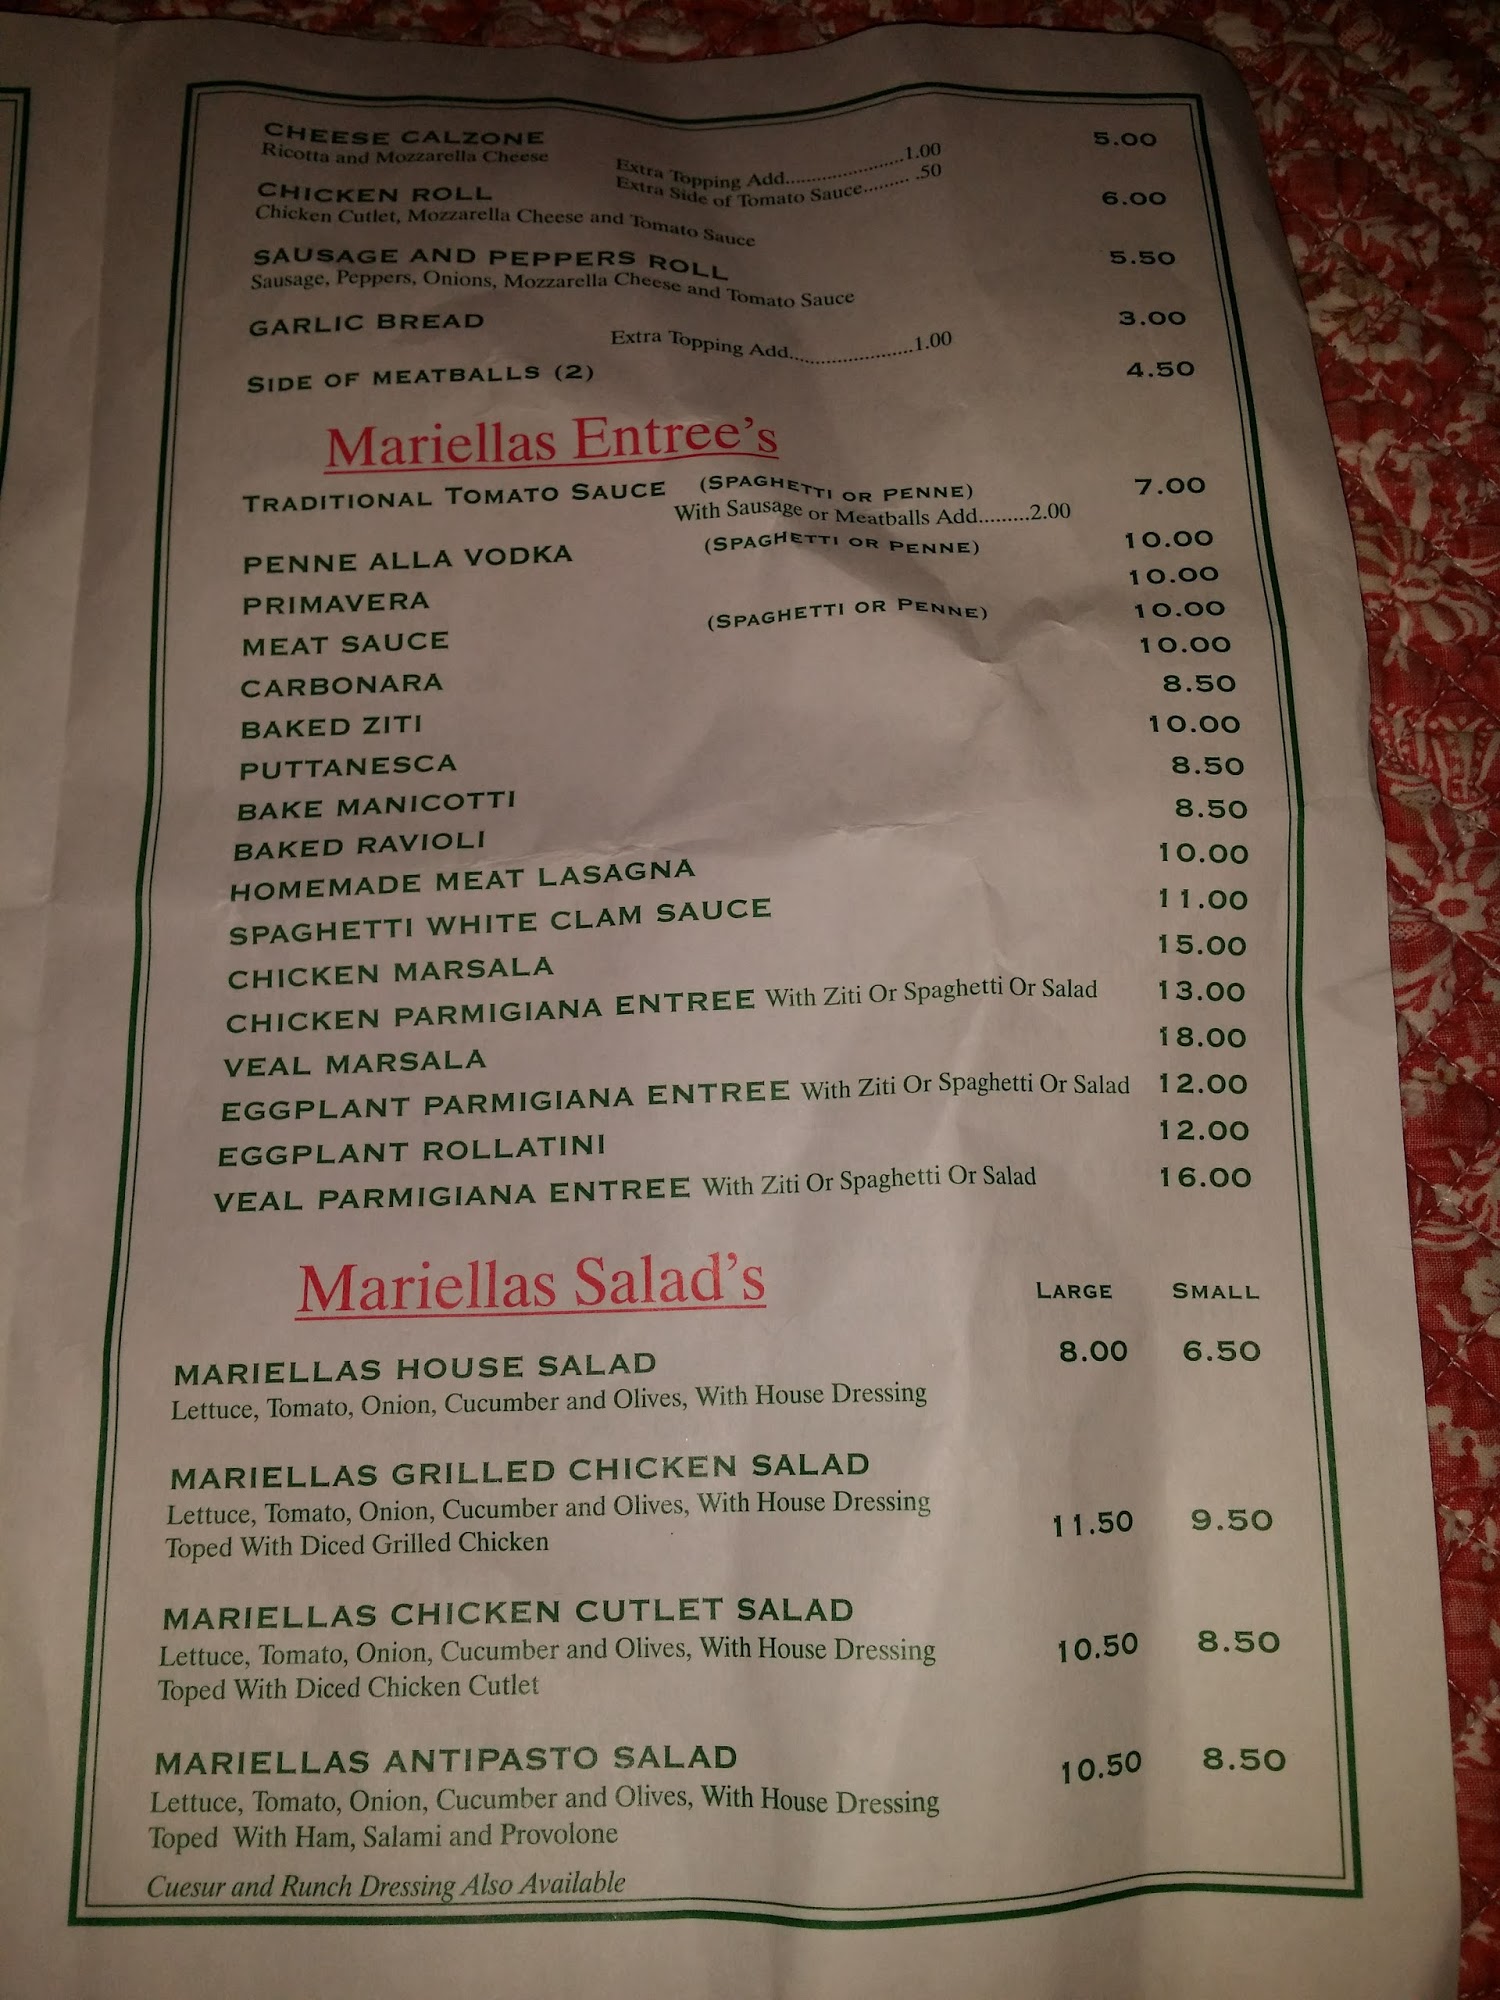 CHEESE CALZONE 5.00
Ricotta and Mozzarella Cheese
Extra Topping Add....................1.00
Extra Side of Tomato Sauce......... .50
CHICKEN ROLL 6.00
Chicken Cutlet, Mozzarella Cheese and Tomato Sauce
SAUSAGE AND PEPPERS ROLL 5.50
Sausage, Peppers, Onions, Mozzarella Cheese and Tomato Sauce
GARLIC BREAD 3.00
Extra Topping Add.....................1.00
SIDE OF MEATBALLS (2) 4.50
Mariellas Entree's
TRADITIONAL TOMATO SAUCE (SPAGHETTI OR PENNE) 7.00
With Sausage or Meatballs Add.........2.00
PENNE ALLA VODKA (SPAGHETTI OR PENNE) 10.00
PRIMAVERA 10.00
MEAT SAUCE (SPAGHETTI OR PENNE) 10.00
CARBONARA 10.00
BAKED ZITI 8.50
PUTTANESCA 10.00
BAKE MANICOTTI 8.50
BAKED RAVIOLI 8.50
HOMEMADE MEAT LASAGNA 10.00
SPAGHETTI WHITE CLAM SAUCE 11.00
CHICKEN MARSALA 15.00
CHICKEN PARMIGIANA ENTREE With Ziti Or Spaghetti Or Salad 13.00
VEAL MARSALA 18.00
EGGPLANT PARMIGIANA ENTREE With Ziti Or Spaghetti Or Salad 12.00
EGGPLANT ROLLATINI 12.00
VEAL PARMIGIANA ENTREE With Ziti Or Spaghetti Or Salad 16.00
Mariellas Salad's LARGE SMALL
MARIELLAS HOUSE SALAD 8.00 6.50
Lettuce, Tomato, Onion, Cucumber and Olives, With House Dressing
MARIELLAS GRILLED CHICKEN SALAD
Lettuce, Tomato, Onion, Cucumber and Olives, With House Dressing 11.50 9.50
Toped With Diced Grilled Chicken
MARIELLAS CHICKEN CUTLET SALAD
Lettuce, Tomato, Onion, Cucumber and Olives, With House Dressing 10.50 8.50
Toped With Diced Chicken Cutlet
MARIELLAS ANTIPASTO SALAD 10.50 8.50
Lettuce, Tomato, Onion, Cucumber and Olives, With House Dressing
Toped With Ham, Salami and Provolone
Cuesur and Runch Dressing Also Available